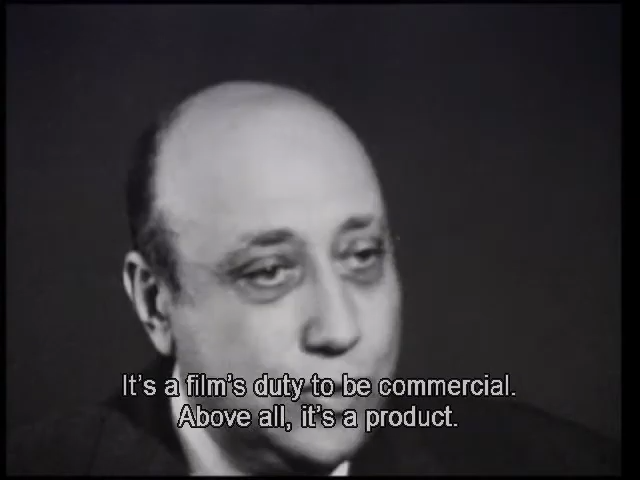 It's a film's duty to be commercial.
Above all, it's a product.